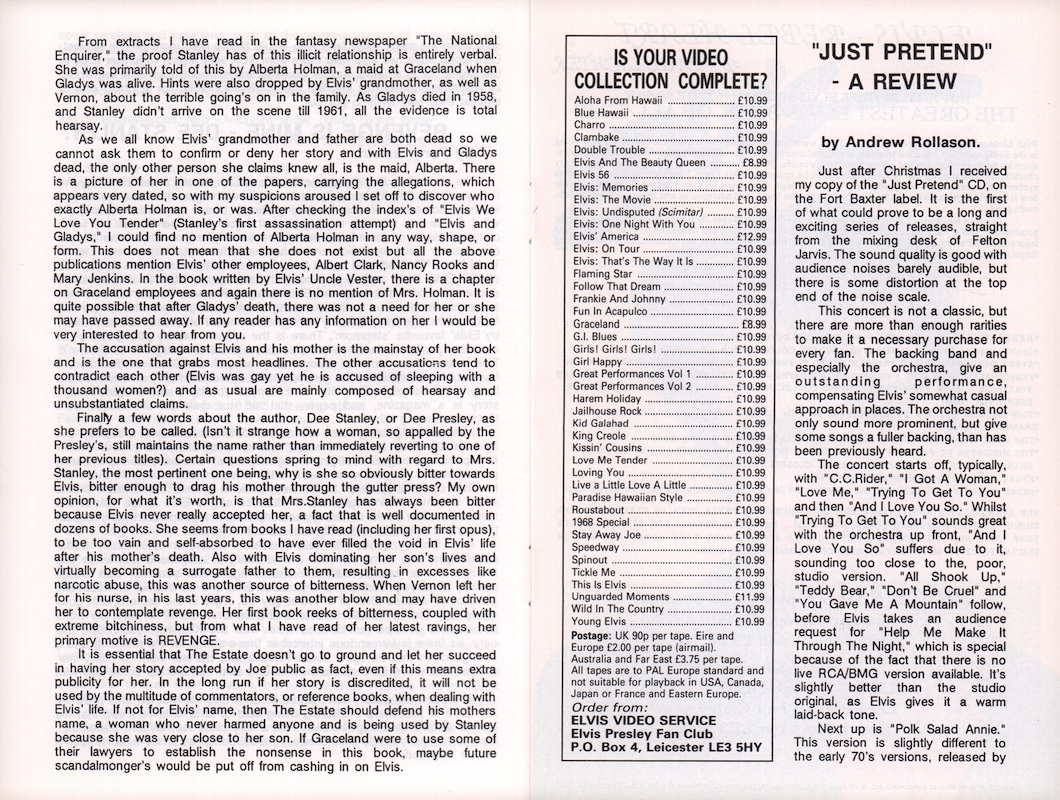 From extracts I have read in the fantasy newspaper "The National
Enquirer," the proof Stanley has of this illicit relationship is entirely verbal.
She was primarily told of this by Alberta Holman, a maid at Graceland when
Gladys was alive. Hints were also dropped by Elvis' grandmother, as well as
Vernon, about the terrible going's on in the family. As Gladys died in 1958,
and Stanley didn't arrive on the scene till 1961, all the evidence is total
hearsay.
As we all know Elvis' grandmother and father are both dead so we
cannot ask them to confirm or deny her story and with Elvis and Gladys
dead, the only other person she claims knew all, is the maid, Alberta. There
is a picture of her in one of the papers, carrying the allegations, which
appears very dated, so with my suspicions aroused I set off to discover who
exactly Alberta Holman is, or was. After checking the index's of "Elvis We
Love You Tender" (Stanley's first assassination attempt) and "Elvis and
Gladys," I could find no mention of Alberta Holman in any way, shape, or
form. This does not mean that she does not exist but all the above
publications mention Elvis' other employees, Albert Clark, Nancy Rooks and
Mary Jenkins. In the book written by Elvis' Uncle Vester, there is a chapter
on Graceland employees and again there is no mention of Mrs. Holman. It is
quite possible that after Gladys' death, there was not a need for her or she
may have passed away. If any reader has any information on her I would be
very interested to hear from you.
The accusation against Elvis and his mother is the mainstay of her book
and is the one that grabs most headlines. The other accusations tend to
contradict each other (Elvis was gay yet he is accused of sleeping with a
thousand women?) and as usual are mainly composed of hearsay and
unsubstantiated claims.
Finally a few words about the author, Dee Stanley, or Dee Presley, as
she prefers to be called. (Isn't it strange how a woman, so appalled by the
Presley's, still maintains the name rather than immediately reverting to one of
her previous titles). Certain questions spring to mind with regard to Mrs.
Stanley, the most pertinent one being, why is she so obviously bitter towards
Elvis, bitter enough to drag his mother through the gutter press? My own
opinion, for what it's worth, is that Mrs.Stanley has always been bitter
because Elvis never really accepted her, a fact that is well documented in
dozens of books. She seems from books I have read (including her first opus),
to be too vain and self-absorbed to have ever filled the void in Elvis' life
after his mother's death. Also with Elvis dominating her son's lives and
virtually becoming a surrogate father to them, resulting in excesses like
narcotic abuse, this was another source of bitterness. When Vernon left her
for his nurse, in his last years, this was another blow and may have driven
her to contemplate revenge. Her first book reeks of bitterness, coupled with
extreme bitchiness, but from what I have read of her latest ravings, her
primary motive is REVENGE.
It is essential that The Estate doesn't go to ground and let her succeed
in having her story accepted by Joe public as fact, even if this means extra
publicity for her. In the long run if her story is discredited, it will not be
used by the multitude of commentators, or reference books, when dealing with
Elvis' life. If not for Elvis' name, then The Estate should defend his mothers
name, a woman who never harmed anyone and is being used by Stanley
because she was very close to her son. If Graceland were to use some of
their lawyers to establish the nonsense in this book, maybe future
scandalmonger's would be put off from cashing in on Elvis.
IS YOUR VIDEO
COLLECTION COMPLETE?
Aloha From Hawaii ........................ £10.99
Blue Hawaii .................................... £10.99
Charro ............................................ £10.99
Clambake ....................................... £10.99
Double Trouble .............................. £10.99
Elvis And The Beauty Queen .......... £8.99
Elvis 56 .......................................... £10.99
Elvis: Memories .............................. £10.99
Elvis: The Movie ............................. £10.99
Elvis: Undisputed (Scimitar) .......... £10.99
Elvis: One Night With You .............. £10.99
Elvis' America ................................ £12.99
Elvis: On Tour ................................ £10.99
Elvis: That's The Way It Is .............. £10.99
Flaming Star ................................... £10.99
Follow That Dream ......................... £10.99
Frankie And Johnny ....................... £10.99
Fun In Acapulco ............................. £10.99
Graceland ........................................ £8.99
G.I. Blues ........................................ £10.99
Girls! Girls! Girls! ........................... £10.99
Girl Happy ...................................... £10.99
Great Performances Vol 1 .............. £10.99
Great Performances Vol 2 .............. £10.99
Harem Holiday ............................... £10.99
Jailhouse Rock ............................... £10.99
Kid Galahad .................................... £10.99
King Creole ..................................... £10.99
Kissin' Cousins ............................... £10.99
Love Me Tender ............................. £10.99
Loving You ...................................... £10.99
Live a Little Love A Little ................ £10.99
Paradise Hawaiian Style ................ £10.99
Roustabout ..................................... £10.99
1968 Special ................................... £10.99
Stay Away Joe ................................ £10.99
Speedway ....................................... £10.99
Spinout ........................................... £10.99
Tickle Me ........................................ £10.99
This Is Elvis .................................... £10.99
Unguarded Moments ..................... £11.99
Wild In The Country ....................... £10.99
Young Elvis ..................................... £10.99
Postage: UK 90p per tape. Eire and
Europe £2.00 per tape (airmail).
Australia and Far East £3.75 per tape.
All tapes are to PAL Europe standard and
not suitable for playback in USA, Canada,
Japan or France and Eastern Europe.
Order from:
ELVIS VIDEO SERVICE
Elvis Presley Fan Club
P.O. Box 4, Leicester LE3 5HY
"JUST PRETEND"
- A REVIEW
by Andrew Rollason.
Just after Christmas I received
my copy of the "Just Pretend" CD, on
the Fort Baxter label. It is the first
of what could prove to be a long and
exciting series of releases, straight
from the mixing desk of Felton
Jarvis. The sound quality is good with
audience noises barely audible, but
there is some distortion at the top
end of the noise scale.
This concert is not a classic, but
there are more than enough rarities
to make it a necessary purchase for
every fan. The backing band and
especially the orchestra, give an
outstanding performance,
compensating Elvis' somewhat casual
approach in places. The orchestra not
only sound more prominent, but give
some songs a fuller backing, than has
been previously heard.
The concert starts off, typically,
with "C.C.Rider," "I Got A Woman,"
"Love Me," "Trying To Get To You"
and then "And I Love You So." Whilst
"Trying To Get To You" sounds great
with the orchestra up front, "And I
Love You So" suffers due to it,
sounding too close to the, poor,
studio version. "All Shook Up,"
"Teddy Bear," "Don't Be Cruel" and
"You Gave Me A Mountain" follow,
before Elvis takes an audience
request for "Help Me Make It
Through The Night," which is special
because of the fact that there is no
live RCA/BMG version available. It's
slightly better than the studio
original, as Elvis gives it a warm
laid-back tone.
Next up is "Polk Salad Annie."
This version is slightly different to
the early 70's versions, released by